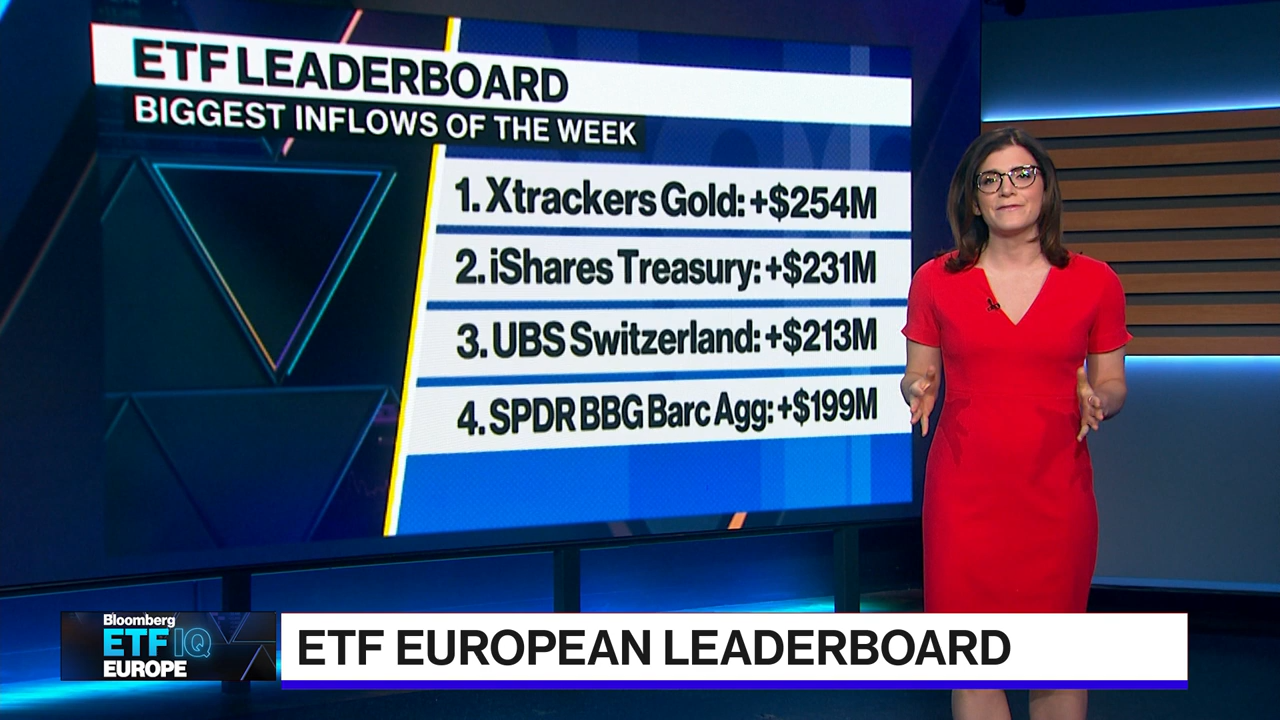 ETF LEADERBOARD
BIGGEST INFLOWS OF THE WEEK
1. Xtrackers Gold: +$254M
2. iShares Treasury: +$231M
3. UBS Switzerland: +$213M
4. SPDR BBG Barc Agg: +$199M
Bloomberg
ETF IQ
EUROPE
ETF EUROPEAN LEADERBOARD